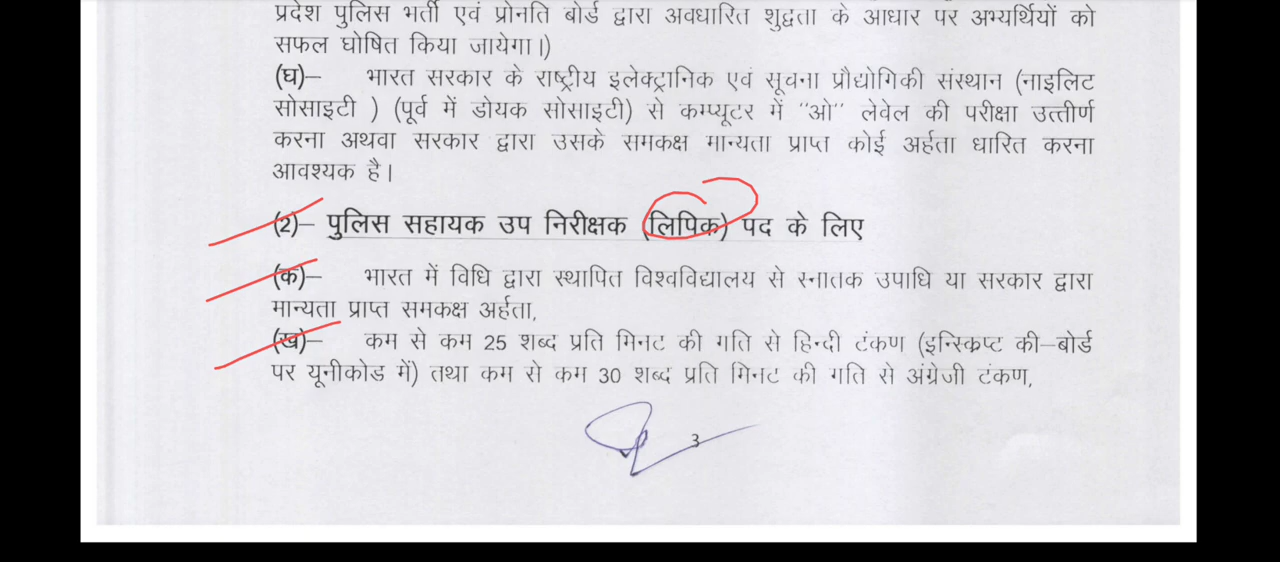 प्रदेश पुलिस भर्ती एवं प्रोनति बोर्ड द्वारा अवधारित शुद्वता के आधार पर अभ्यर्थियों को
सफल घोषित किया जायेगा।)
(घ)– भारत सरकार के राष्ट्रीय इलेक्ट्रानिक एवं सूचना प्रौद्योगिकी संस्थान (नाइलिट
सोसाइटी ) (पूर्व में डोयक सोसाइटी) से कम्प्यूटर में "ओ" लेवेल की परीक्षा उत्तीर्ण
करना अथवा सरकार द्वारा उसके समकक्ष मान्यता प्राप्त कोई अर्हता धारित करना
आवश्यक है।
(2)– पुलिस सहायक उप निरीक्षक (लिपिक) पद के लिए
(क)– भारत में विधि द्वारा स्थापित विश्वविद्यालय से स्नातक उपाधि या सरकार द्वारा
मान्यता प्राप्त समकक्ष अर्हता,
(ख)– कम से कम 25 शब्द प्रति मिनट की गति से हिन्दी टंकण (इन्स्क्रिप्ट की–बोर्ड
पर यूनीकोड में) तथा कम से कम 30 शब्द प्रति मिनट की गति से अंग्रेजी टंकण,
3